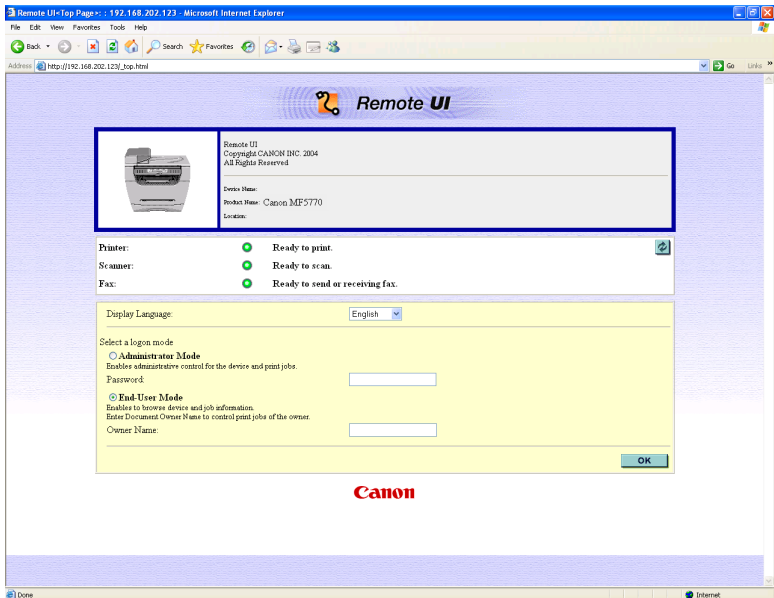 Remote UI<Top Page>: : 192.168.202.123 - Microsoft Internet Explorer
File Edit View Favorites Tools Help
Back Search Favorites
Address http://192.168.202.123/_top.html Go Links »
Remote UI
Remote UI
Copyright CANON INC. 2004
All Rights Reserved
Device Name:
Product Name: Canon MF5770
Location:
Printer: Ready to print.
Scanner: Ready to scan.
Fax: Ready to send or receiving fax.
Display Language: English
Select a logon mode
Administrator Mode
Enables administrative control for the device and print jobs.
Password:
End-User Mode
Enables to browse device and job information.
Enter Document Owner Name to control print jobs of the owner.
Owner Name:
OK
Canon
Done Internet